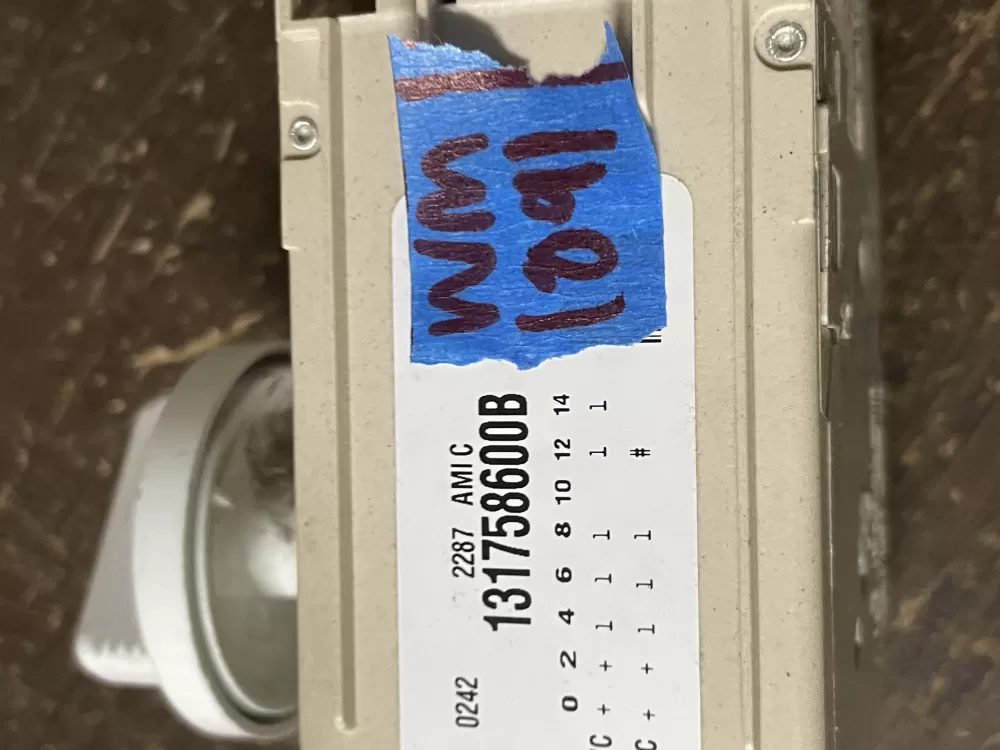 WM
1091
0242 2287 AMIC
131758600B
0 2 4 6 8 10 12 14
C + + 1 1 1 1 1
C + + 1 1 1 #